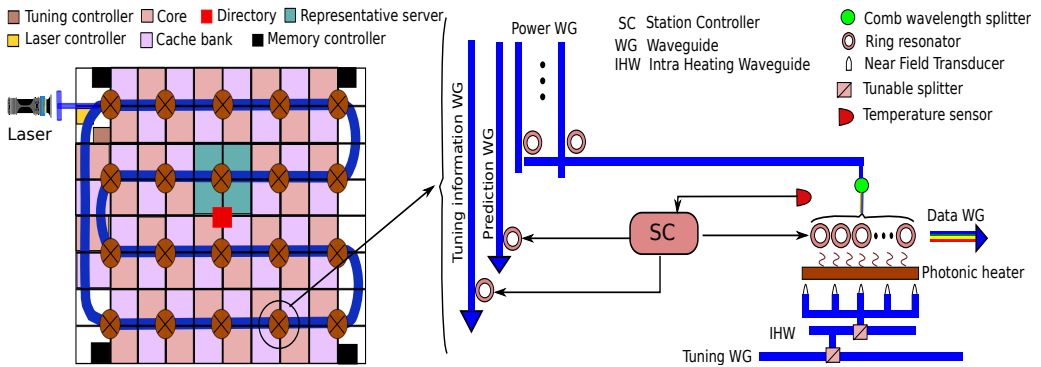 Tuning controller
Core
Directory
Representative server
Laser controller
Cache bank
Memory controller
Laser
Power WG
SC Station Controller
WG Waveguide
IHW Intra Heating Waveguide
Comb wavelength splitter
Ring resonator
Near Field Transducer
Tunable splitter
Temperature sensor
Tuning information WG
Prediction WG
SC
Data WG
Photonic heater
IHW
Tuning WG